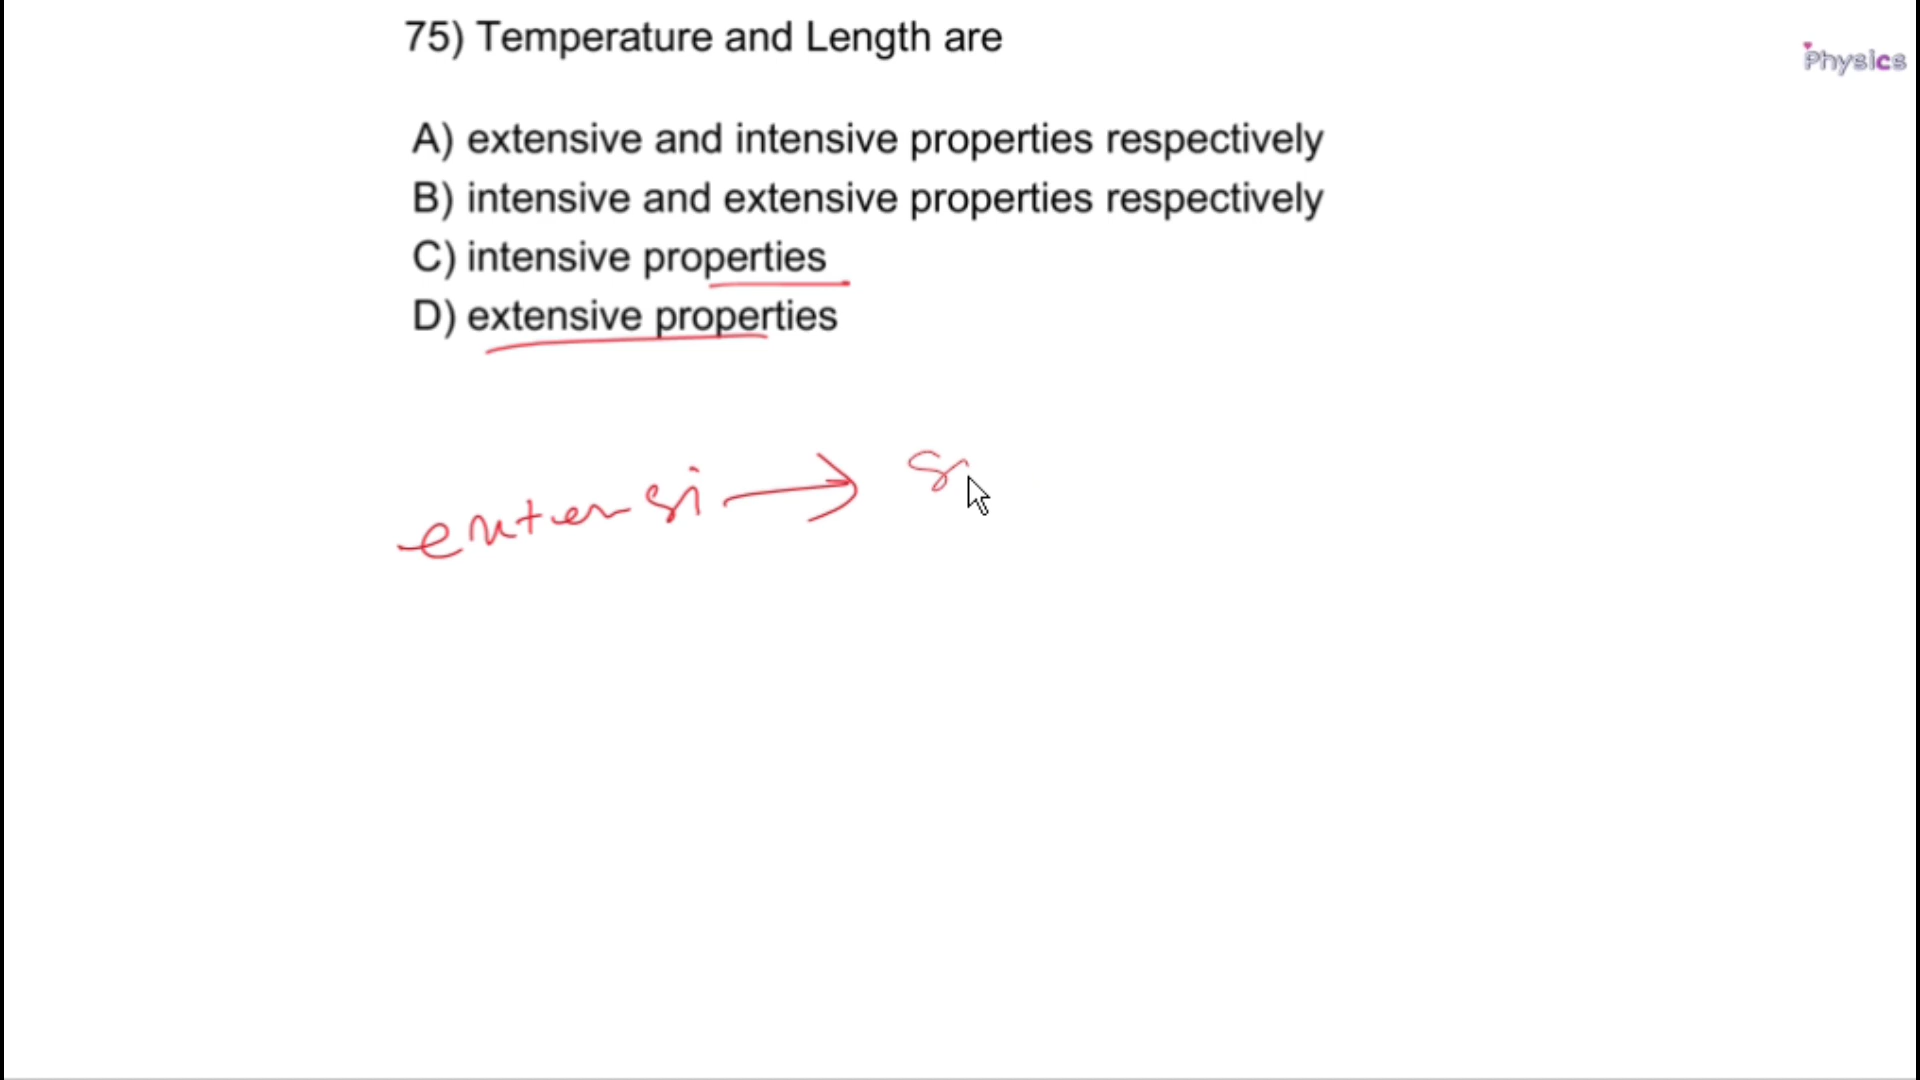 75) Temperature and Length are
Physics
A) extensive and intensive properties respectively
B) intensive and extensive properties respectively
C) intensive properties
D) extensive properties
extensi → s